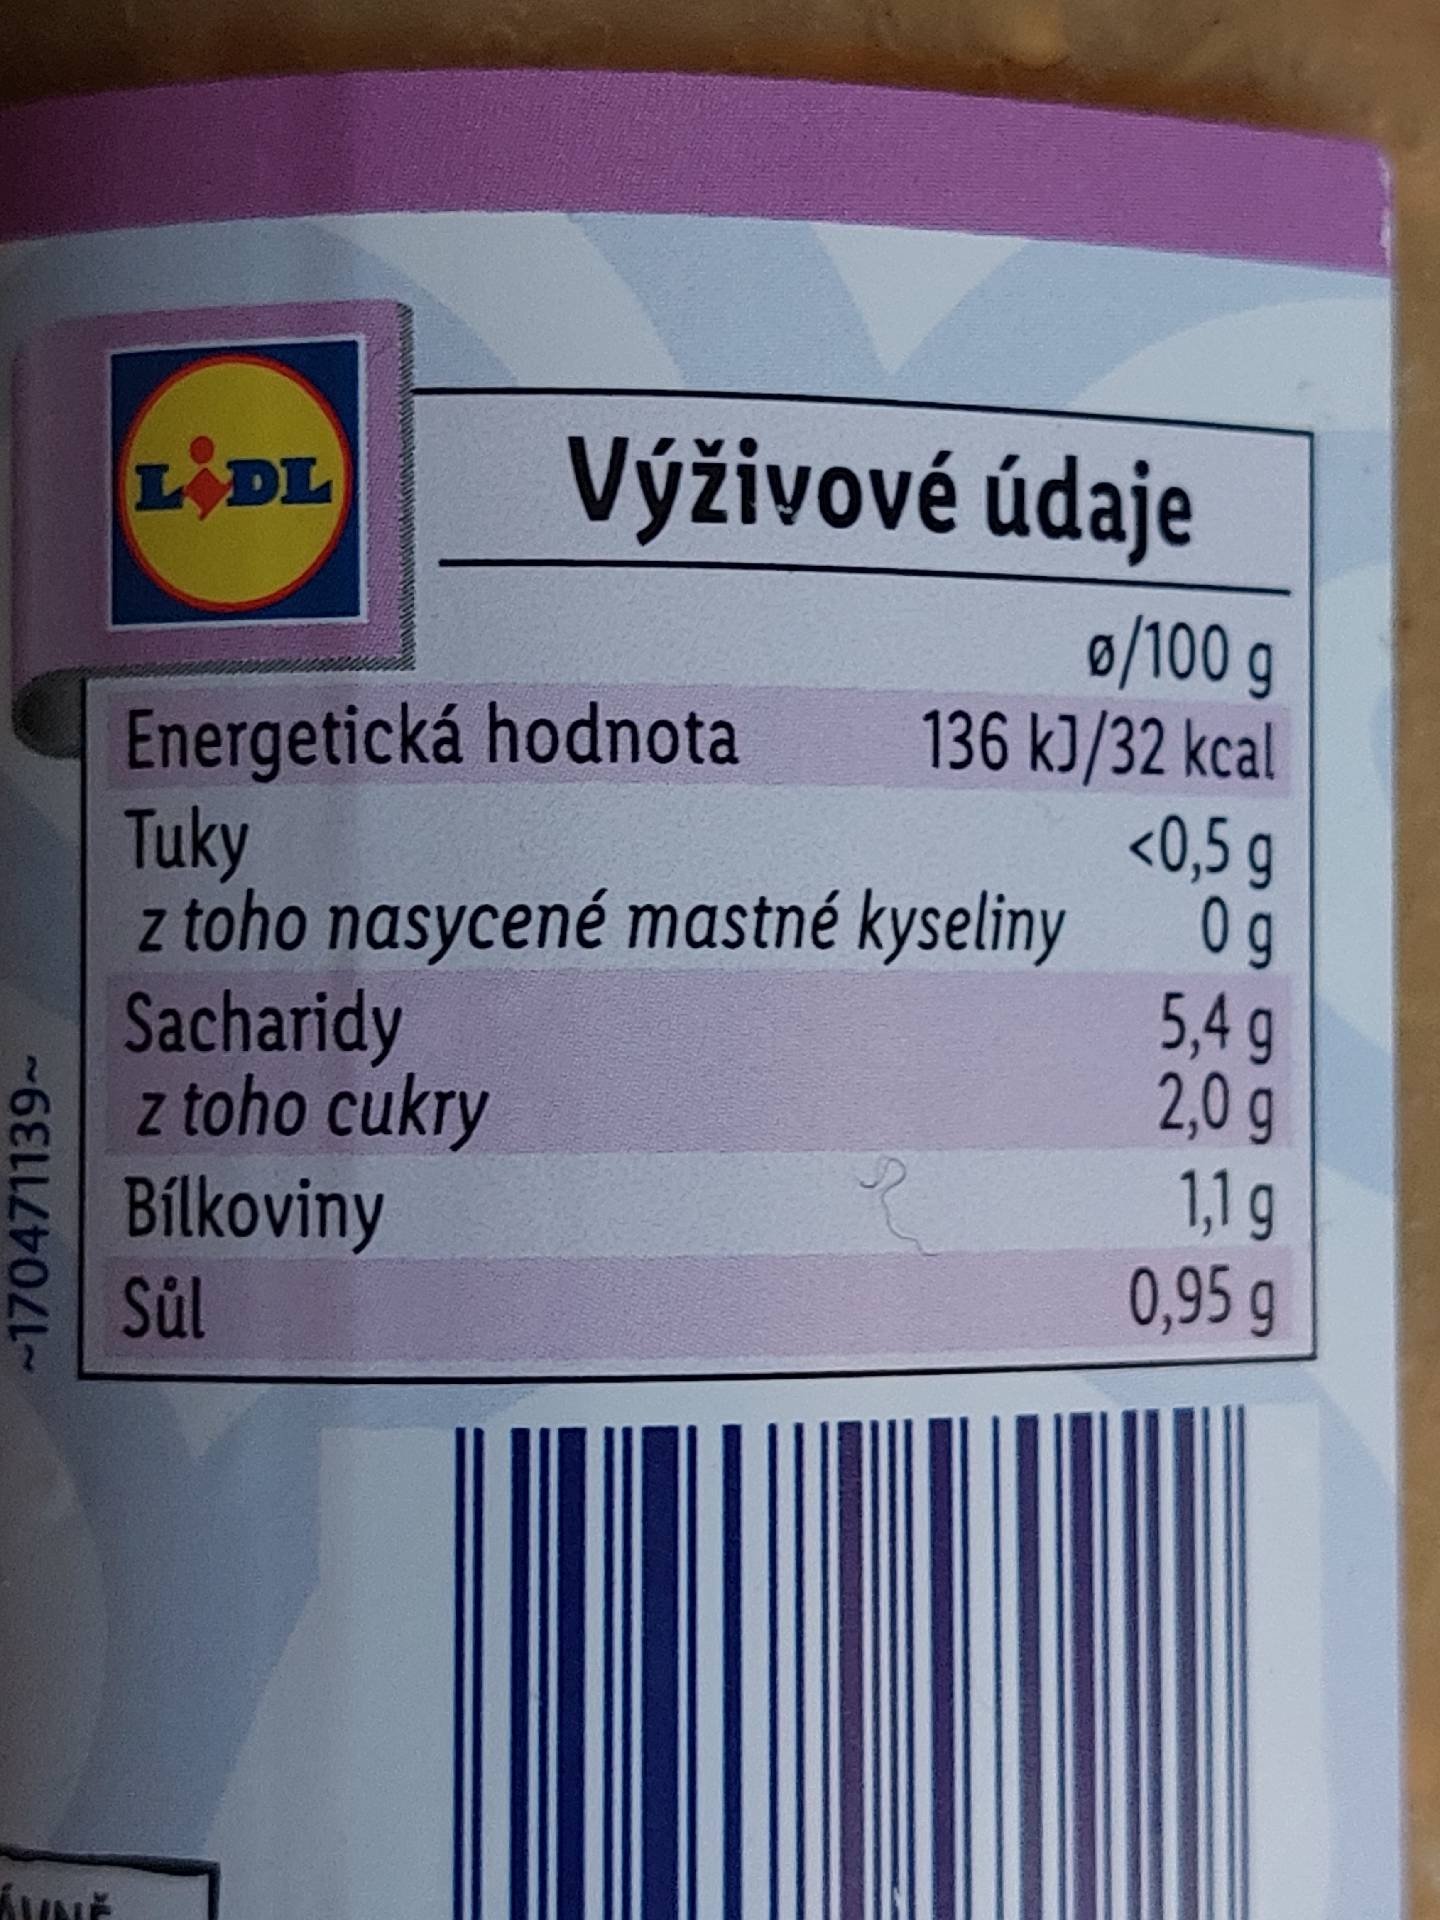 LIDL
Výživové údaje
ø/100 g
Energetická hodnota 136 kJ/32 kcal
Tuky <0,5 g
z toho nasycené mastné kyseliny 0 g
Sacharidy 5,4 g
z toho cukry 2,0 g
Bílkoviny 1,1 g
Sůl 0,95 g
~170471139~